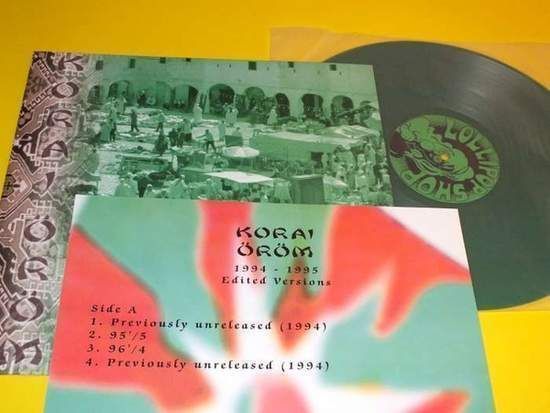 KORAI ÖRÖM
LOLLIPOP SHOP
KORAI
ÖRÖM
1994 - 1995
Edited Versions
Side A
1. Previously unreleased (1994)
2. 95'/5
3. 96'/4
4. Previously unreleased (1994)